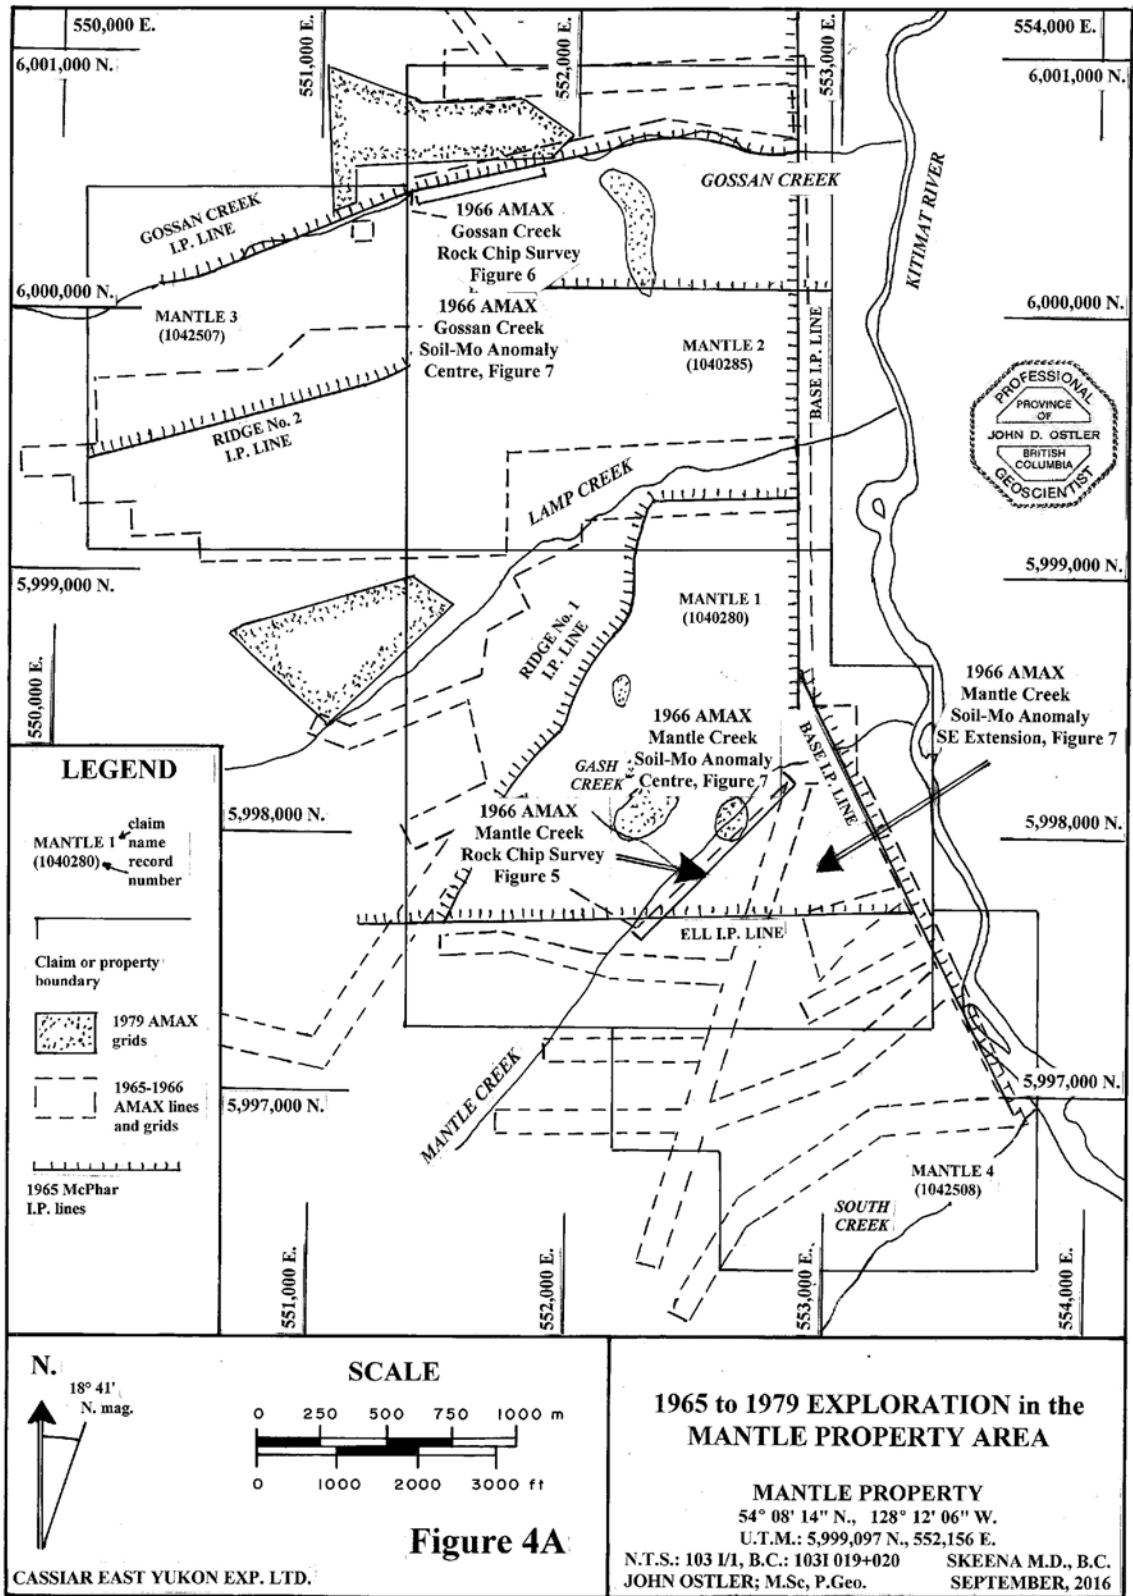 550,000 E.
551,000 E.
552,000 E.
553,000 E.
554,000 E.
6,001,000 N.
6,001,000 N.
GOSSAN CREEK
I.P. LINE
GOSSAN CREEK
KITIMAT RIVER
1966 AMAX
Gossan Creek
Rock Chip Survey
Figure 6
6,000,000 N.
6,000,000 N.
MANTLE 3
(1042507)
1966 AMAX
Gossan Creek
Soil-Mo Anomaly
Centre, Figure 7
MANTLE 2
(1040285)
BASE I.P. LINE
PROFESSIONAL
PROVINCE
OF
JOHN D. OSTLER
BRITISH
COLUMBIA
GEOSCIENTIST
RIDGE No. 2
I.P. LINE
LAMP CREEK
5,999,000 N.
5,999,000 N.
MANTLE 1
(1040280)
RIDGE No. 1
I.P. LINE
550,000 E.
1966 AMAX
Mantle Creek
Soil-Mo Anomaly
SE Extension, Figure 7
1966 AMAX
Mantle Creek
Soil-Mo Anomaly
Centre, Figure 7
GASH
CREEK
BASE I.P. LINE
5,998,000 N.
5,998,000 N.
1966 AMAX
Mantle Creek
Rock Chip Survey
Figure 5
ELL I.P. LINE
MANTLE CREEK
5,997,000 N.
5,997,000 N.
MANTLE 4
(1042508)
SOUTH
CREEK
551,000 E.
552,000 E.
553,000 E.
554,000 E.
LEGEND
MANTLE 1
(1040280)
claim
name
record
number
Claim or property
boundary
1979 AMAX
grids
1965-1966
AMAX lines
and grids
1965 McPhar
I.P. lines
N.
18° 41'
N. mag.
SCALE
0 250 500 750 1000 m
0 1000 2000 3000 ft
Figure 4A
CASSIAR EAST YUKON EXP. LTD.
1965 to 1979 EXPLORATION in the
MANTLE PROPERTY AREA
MANTLE PROPERTY
54° 08' 14" N., 128° 12' 06" W.
U.T.M.: 5,999,097 N., 552,156 E.
N.T.S.: 103 I/1, B.C.: 103I 019+020 SKEENA M.D., B.C.
JOHN OSTLER; M.Sc, P.Geo. SEPTEMBER, 2016